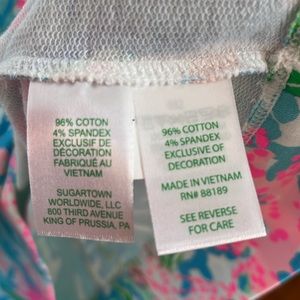 96% COTTON
4% SPANDEX
EXCLUSIF DE
DÉCORATION
FABRIQUÉ AU
VIETNAM
SUGARTOWN
WORLDWIDE, LLC
800 THIRD AVENUE
KING OF PRUSSIA, PA
96% COTTON
4% SPANDEX
EXCLUSIVE OF
DECORATION
MADE IN VIETNAM
RN# 88189
SEE REVERSE
FOR CARE